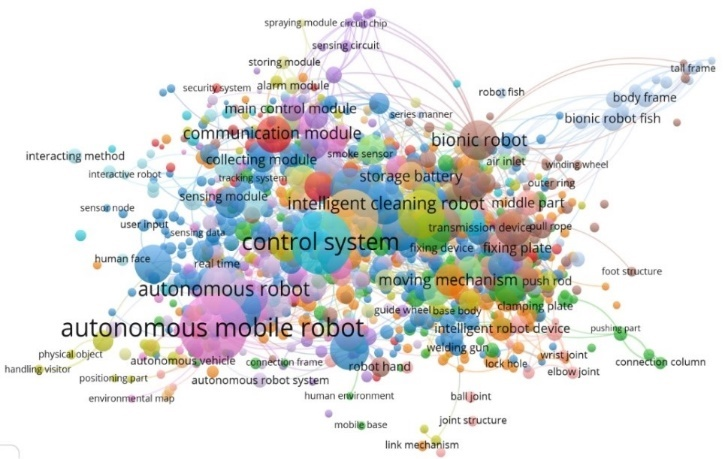 spraying module
circuit chip
sensing circuit
storing module
tall frame
security system
alarm module
robot fish
body frame
main control module
series manner
bionic robot fish
communication module
bionic robot
interacting method
collecting module
smoke sensor
air inlet
winding wheel
interactive robot
tracking system
storage battery
outer ring
sensing module
intelligent cleaning robot
middle part
sensor node
user input
sensing data
transmission device
pull rope
control system
fixing device
fixing plate
human face
real time
foot structure
autonomous robot
moving mechanism
push rod
guide wheel
base body
clamping plate
autonomous mobile robot
intelligent robot device
pushing part
welding gun
physical object
autonomous vehicle
connection frame
robot hand
lock hole
wrist joint
elbow joint
connection column
handling visitor
positioning part
autonomous robot system
environmental map
human environment
ball joint
mobile base
joint structure
link mechanism